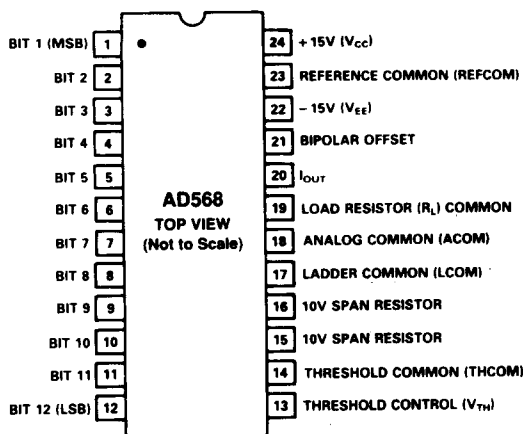 BIT 1 (MSB) 1 24 +15V (VCC)
BIT 2 2 23 REFERENCE COMMON (REFCOM)
BIT 3 3 22 −15V (VEE)
BIT 4 4 21 BIPOLAR OFFSET
BIT 5 5 20 IOUT
BIT 6 6 19 LOAD RESISTOR (RL) COMMON
BIT 7 7 18 ANALOG COMMON (ACOM)
BIT 8 8 17 LADDER COMMON (LCOM)
BIT 9 9 16 10V SPAN RESISTOR
BIT 10 10 15 10V SPAN RESISTOR
BIT 11 11 14 THRESHOLD COMMON (THCOM)
BIT 12 (LSB) 12 13 THRESHOLD CONTROL (VTH)
AD568
TOP VIEW
(Not to Scale)